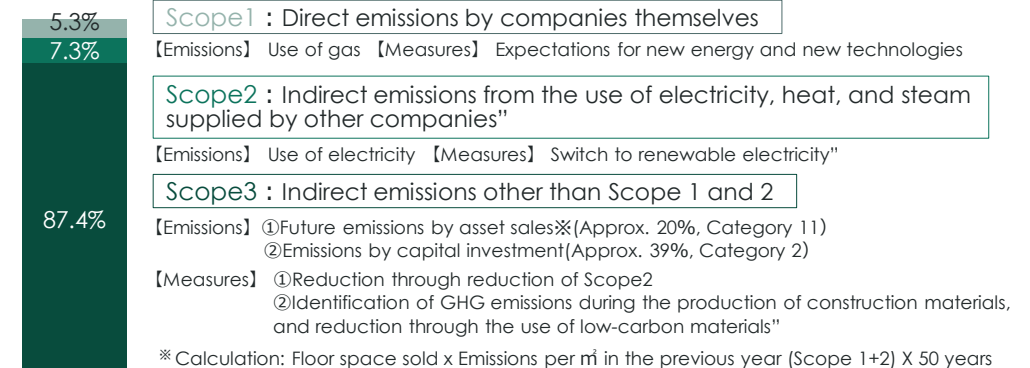 5.3%
Scope1：Direct emissions by companies themselves
7.3%
【Emissions】 Use of gas 【Measures】 Expectations for new energy and new technologies
Scope2：Indirect emissions from the use of electricity, heat, and steam
supplied by other companies”
【Emissions】 Use of electricity 【Measures】 Switch to renewable electricity”
Scope3：Indirect emissions other than Scope 1 and 2
87.4%
【Emissions】 ①Future emissions by asset sales※(Approx. 20%, Category 11)
②Emissions by capital investment(Approx. 39%, Category 2)
【Measures】 ①Reduction through reduction of Scope2
②Identification of GHG emissions during the production of construction materials,
and reduction through the use of low-carbon materials”
※Calculation: Floor space sold x Emissions per ㎡ in the previous year (Scope 1+2) X 50 years